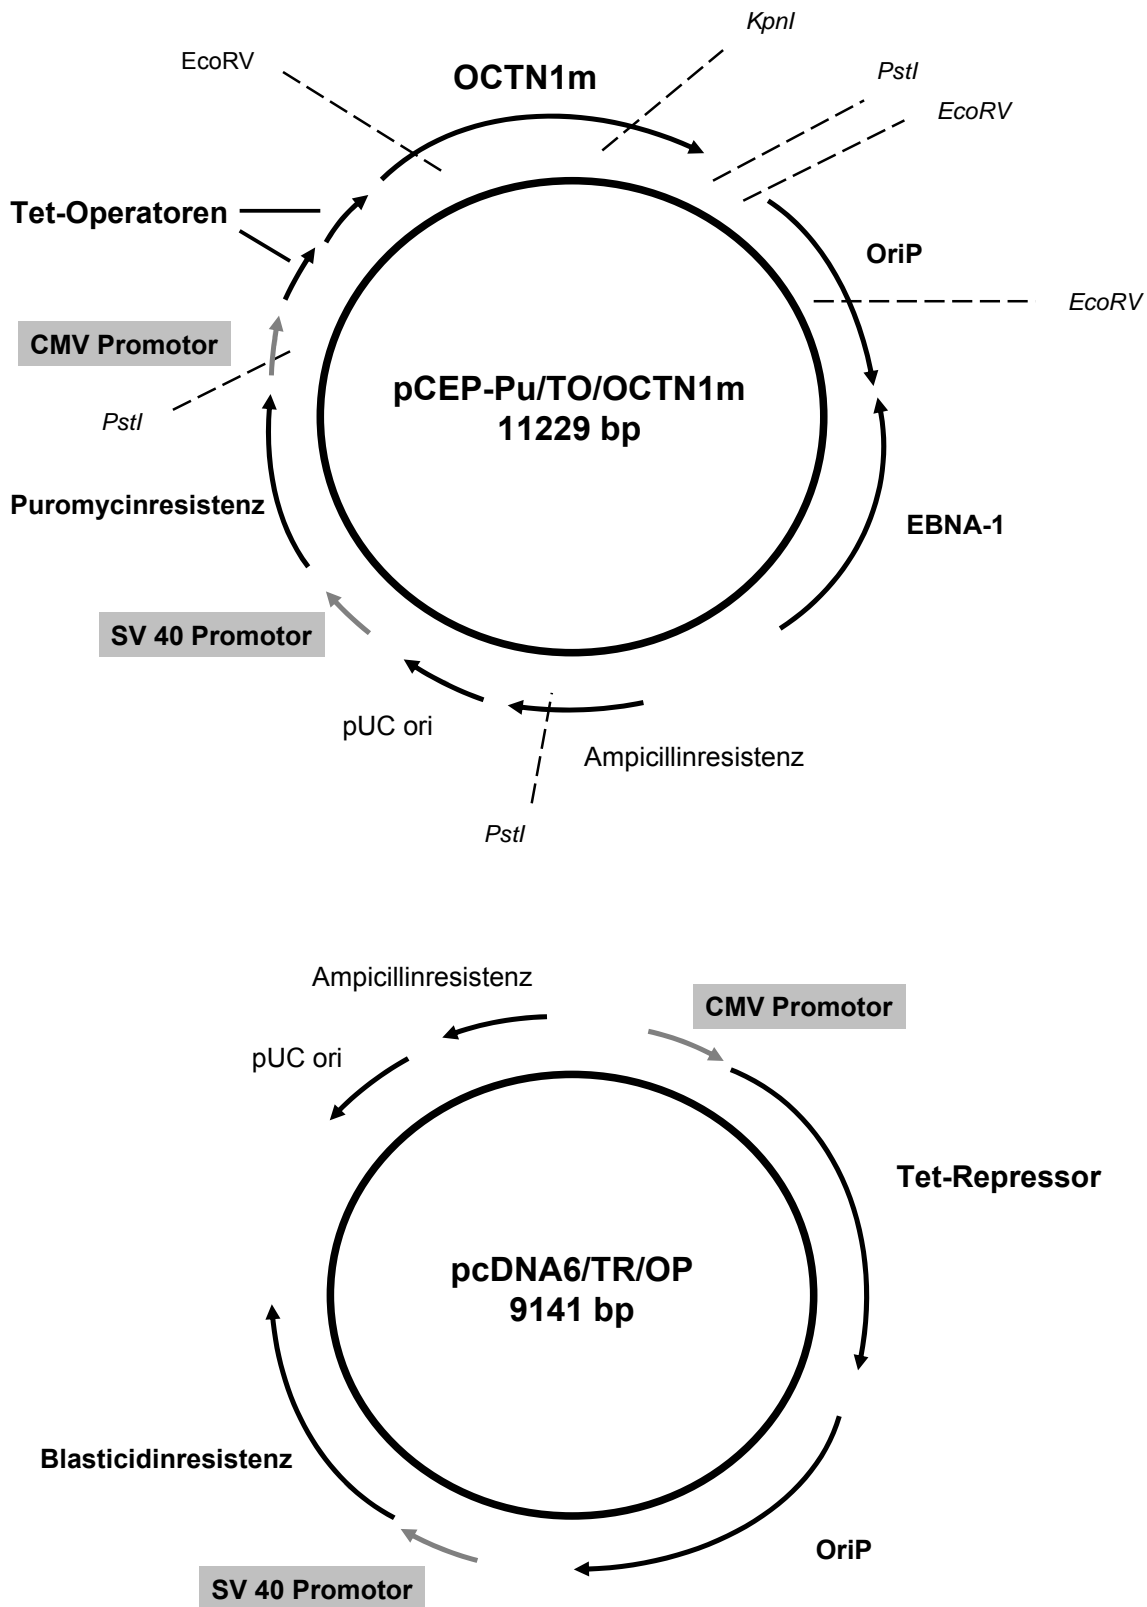 KpnI
EcoRV
OCTN1m
PstI
EcoRV
Tet-Operatoren
OriP
EcoRV
CMV Promotor
pCEP-Pu/TO/OCTN1m
11229 bp
PstI
Puromycinresistenz
EBNA-1
SV 40 Promotor
pUC ori
Ampicillinresistenz
PstI
Ampicillinresistenz
CMV Promotor
pUC ori
Tet-Repressor
pcDNA6/TR/OP
9141 bp
Blasticidinresistenz
OriP
SV 40 Promotor